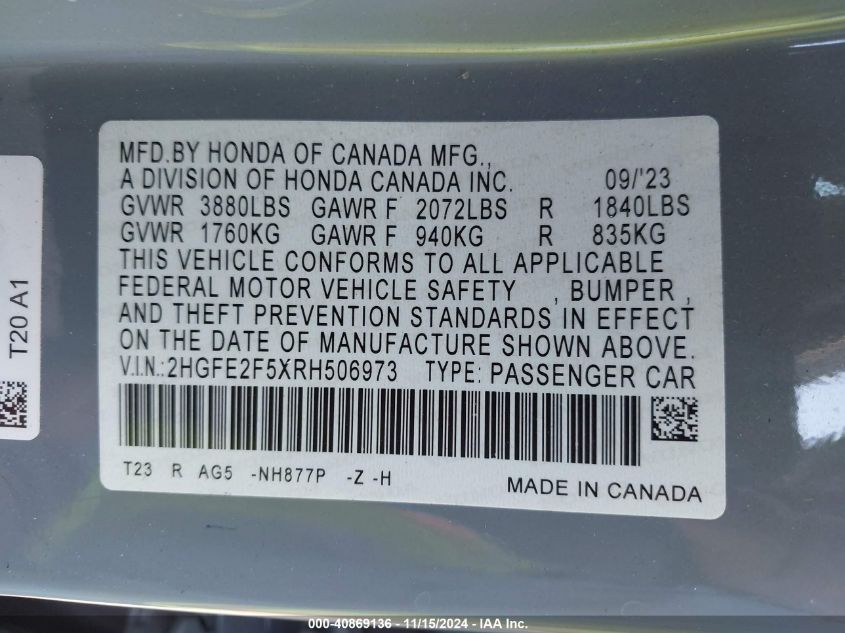 MFD.BY HONDA OF CANADA MFG.,
A DIVISION OF HONDA CANADA INC. 09/'23
GVWR 3880LBS GAWR F 2072LBS R 1840LBS
GVWR 1760KG GAWR F 940KG R 835KG
THIS VEHICLE CONFORMS TO ALL APPLICABLE
FEDERAL MOTOR VEHICLE SAFETY , BUMPER ,
AND THEFT PREVENTION STANDARDS IN EFFECT
ON THE DATE OF MANUFACTURE SHOWN ABOVE.
V.I.N.:2HGFE2F5XRH506973 TYPE: PASSENGER CAR
T23 R AG5 -NH877P -Z -H
MADE IN CANADA
T20 A1
000-40869136 - 11/15/2024 - IAA Inc.